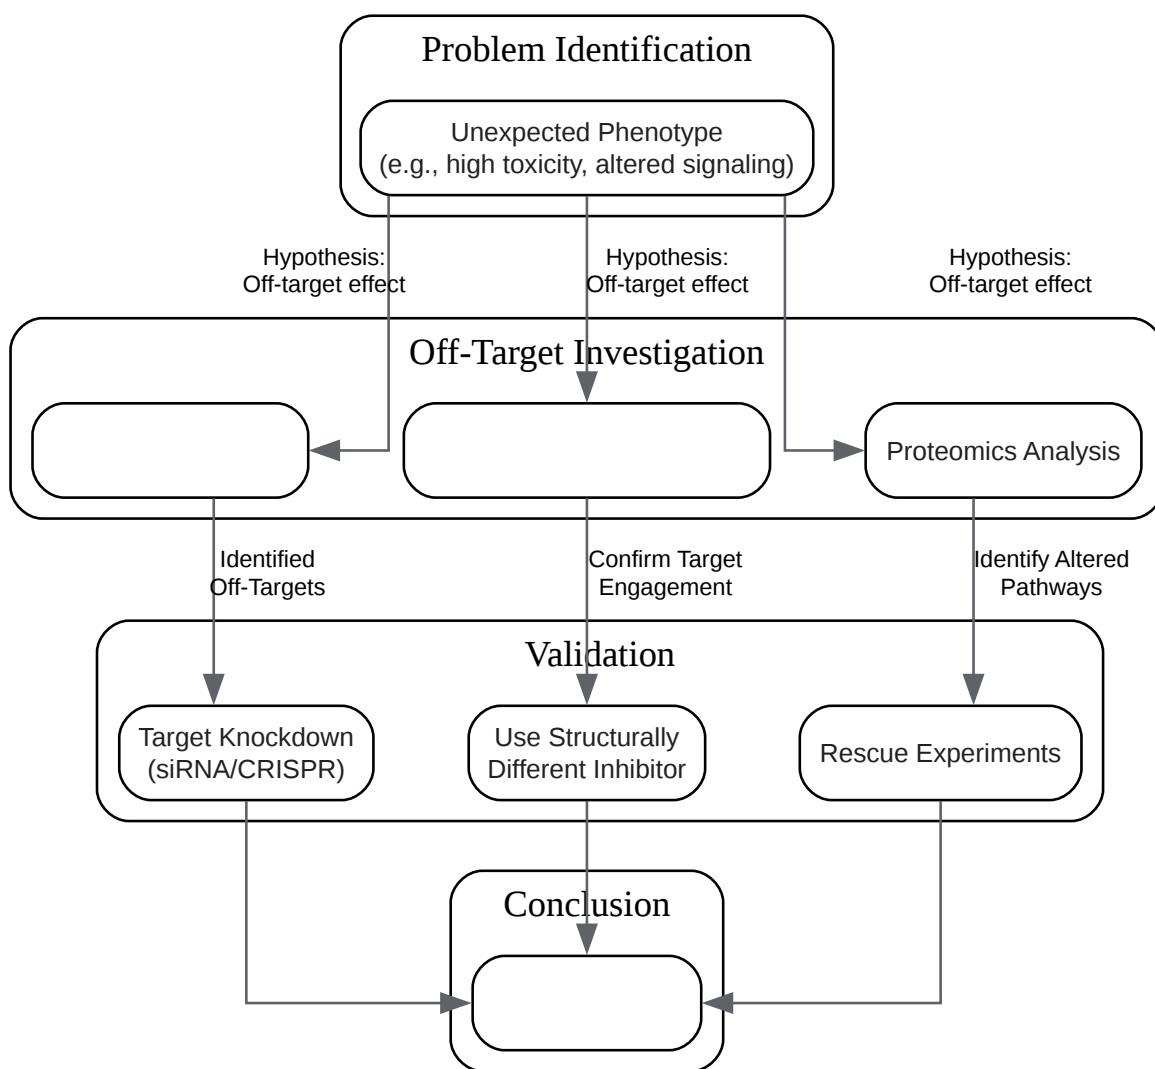 Problem Identification
Unexpected Phenotype
(e.g., high toxicity, altered signaling)
Hypothesis:
Off-target effect
Hypothesis:
Off-target effect
Hypothesis:
Off-target effect
Off-Target Investigation
Proteomics Analysis
Identified
Off-Targets
Confirm Target
Engagement
Identify Altered
Pathways
Validation
Target Knockdown
(siRNA/CRISPR)
Use Structurally
Different Inhibitor
Rescue Experiments
Conclusion